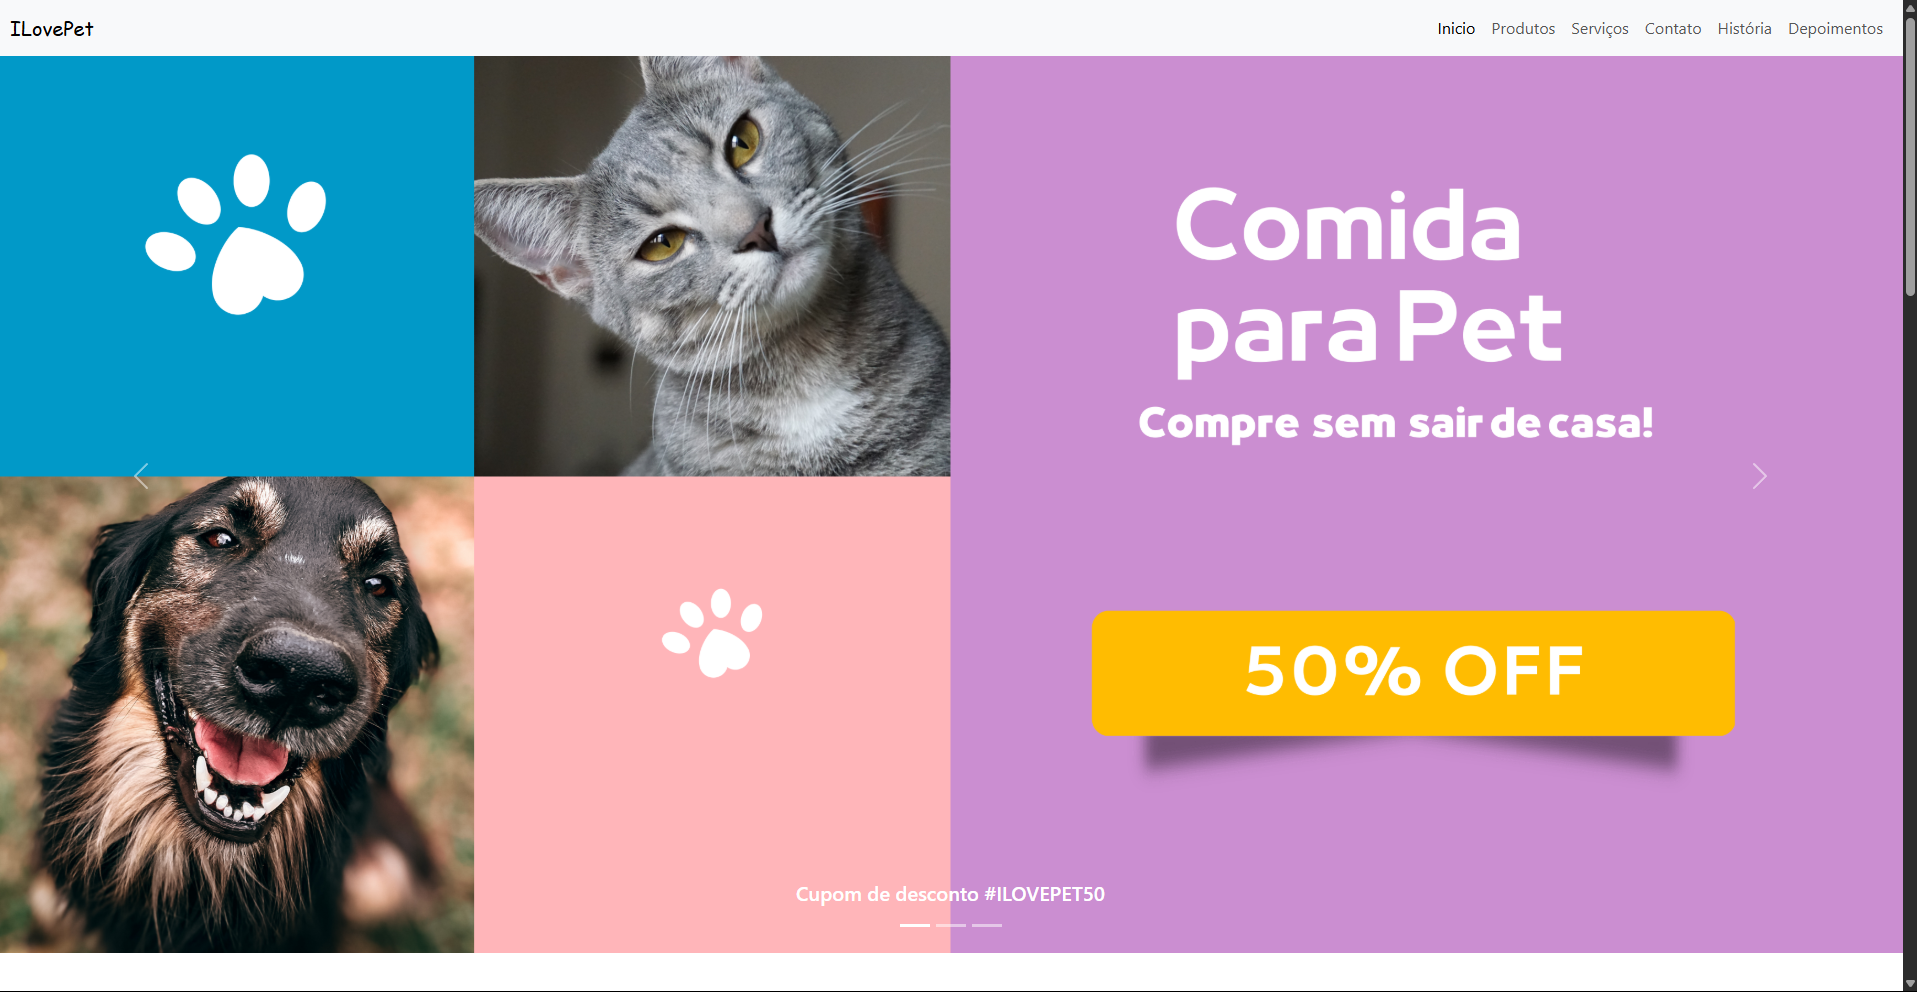 ILovePet
Inicio Produtos Serviços Contato História Depoimentos
Comida
para Pet
Compre sem sair de casa!
50% OFF
Cupom de desconto #ILOVEPET50